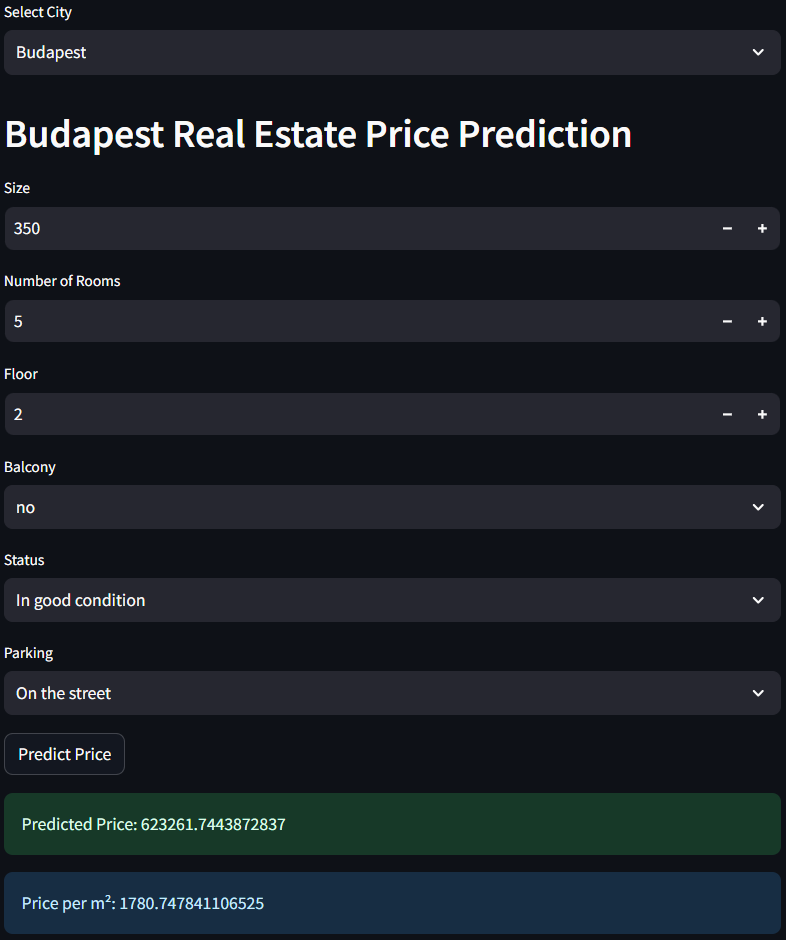 Select City
Budapest
Budapest Real Estate Price Prediction
Size
350
Number of Rooms
5
Floor
2
Balcony
no
Status
In good condition
Parking
On the street
Predict Price
Predicted Price: 623261.7443872837
Price per m²: 1780.747841106525